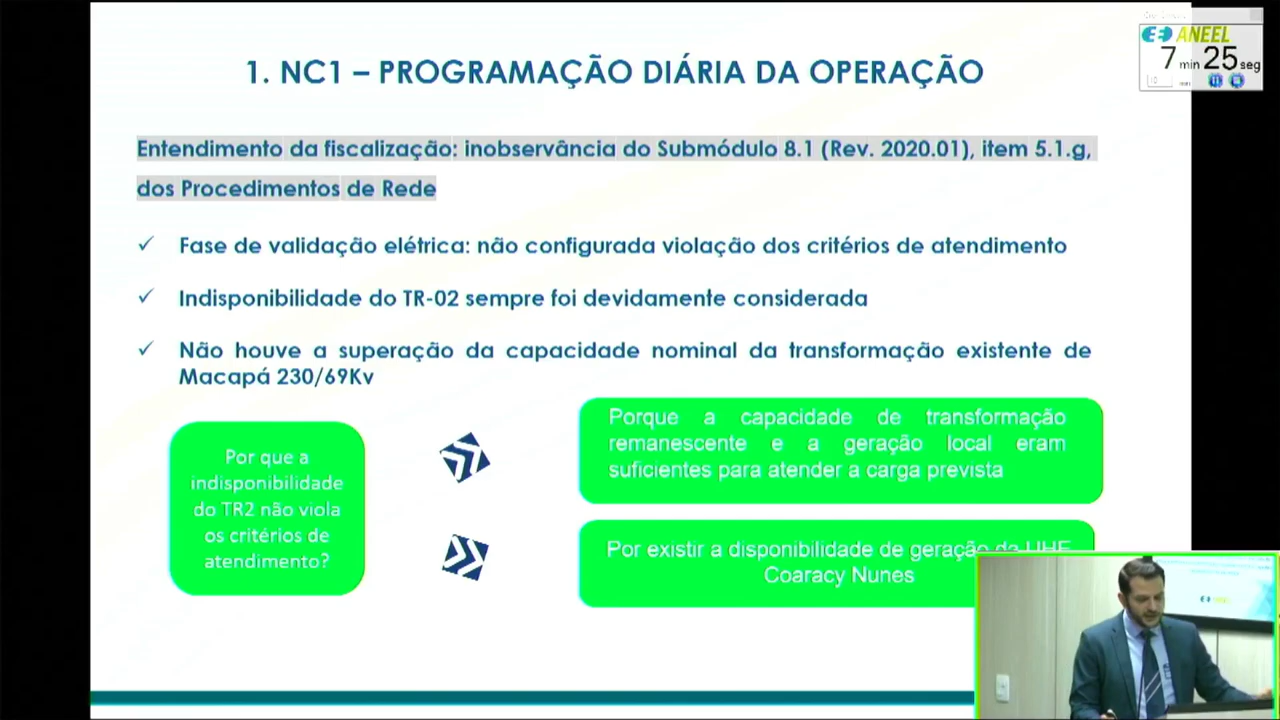 1. NC1 – PROGRAMAÇÃO DIÁRIA DA OPERAÇÃO
ANEEL
7 min 25 seg
Entendimento da fiscalização: inobservância do Submódulo 8.1 (Rev. 2020.01), item 5.1.g,
dos Procedimentos de Rede
✓ Fase de validação elétrica: não configurada violação dos critérios de atendimento
✓ Indisponibilidade do TR-02 sempre foi devidamente considerada
✓ Não houve a superação da capacidade nominal da transformação existente de
Macapá 230/69Kv
Por que a
indisponibilidade
do TR2 não viola
os critérios de
atendimento?
Porque a capacidade de transformação
remanescente e a geração local eram
suficientes para atender a carga prevista
Por existir a disponibilidade de geração da UHE
Coaracy Nunes